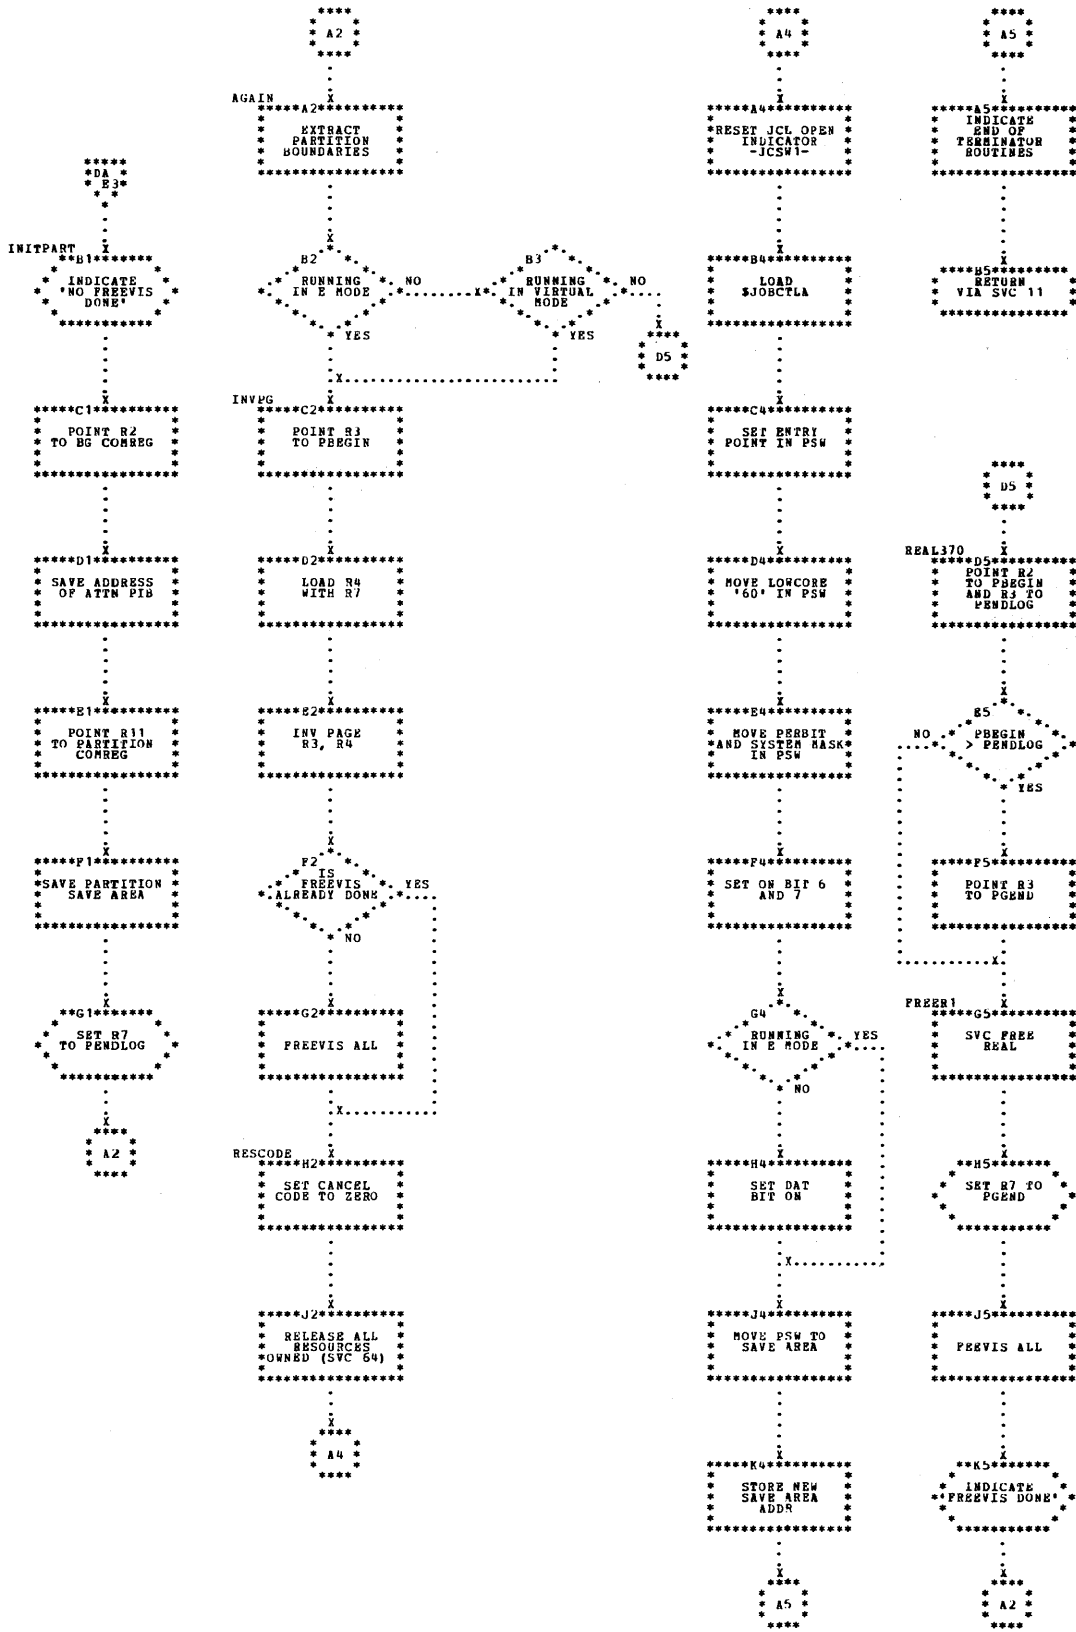 A2
AGAIN
A2
EXTRACT
PARTITION
BOUNDARIES
DA
E3
INITPART
B1
INDICATE
'NO FREEVIS
DONE'
B2
RUNNING
IN E MODE
NO
YES
B3
RUNNING
IN VIRTUAL
MODE
NO
YES
D5
C1
POINT R2
TO BG COMREG
INVPG
C2
POINT R3
TO PBEGIN
D1
SAVE ADDRESS
OF ATTN PIB
D2
LOAD R4
WITH R7
E1
POINT R11
TO PARTITION
COMREG
E2
INV PAGE
R3, R4
F1
SAVE PARTITION
SAVE AREA
F2
IS
FREEVIS
ALREADY DONE
YES
NO
G1
SET R7
TO PENDLOG
G2
FREEVIS ALL
A2
RESCODE
H2
SET CANCEL
CODE TO ZERO
J2
RELEASE ALL
RESOURCES
OWNED (SVC 64)
A4
A4
A4
RESET JCL OPEN
INDICATOR
-JCSW1-
B4
LOAD
$JOBCTLA
C4
SET ENTRY
POINT IN PSW
D4
MOVE LOWCORE
'60' IN PSW
E4
MOVE PERBIT
AND SYSTEM MASK
IN PSW
F4
SET ON BIT 6
AND 7
G4
RUNNING
IN E MODE
YES
NO
H4
SET DAT
BIT ON
J4
MOVE PSW TO
SAVE AREA
K4
STORE NEW
SAVE AREA
ADDR
A5
A5
A5
INDICATE
END OF
TERMINATOR
ROUTINES
B5
RETURN
VIA SVC 11
D5
REAL370
D5
POINT R2
TO PBEGIN
AND R3 TO
PENDLOG
E5
PBEGIN
> PENDLOG
NO
YES
F5
POINT R3
TO PGEND
FREER1
G5
SVC FREE
REAL
H5
SET R7 TO
PGEND
J5
FEEVIS ALL
K5
INDICATE
'FREEVIS DONE'
A2